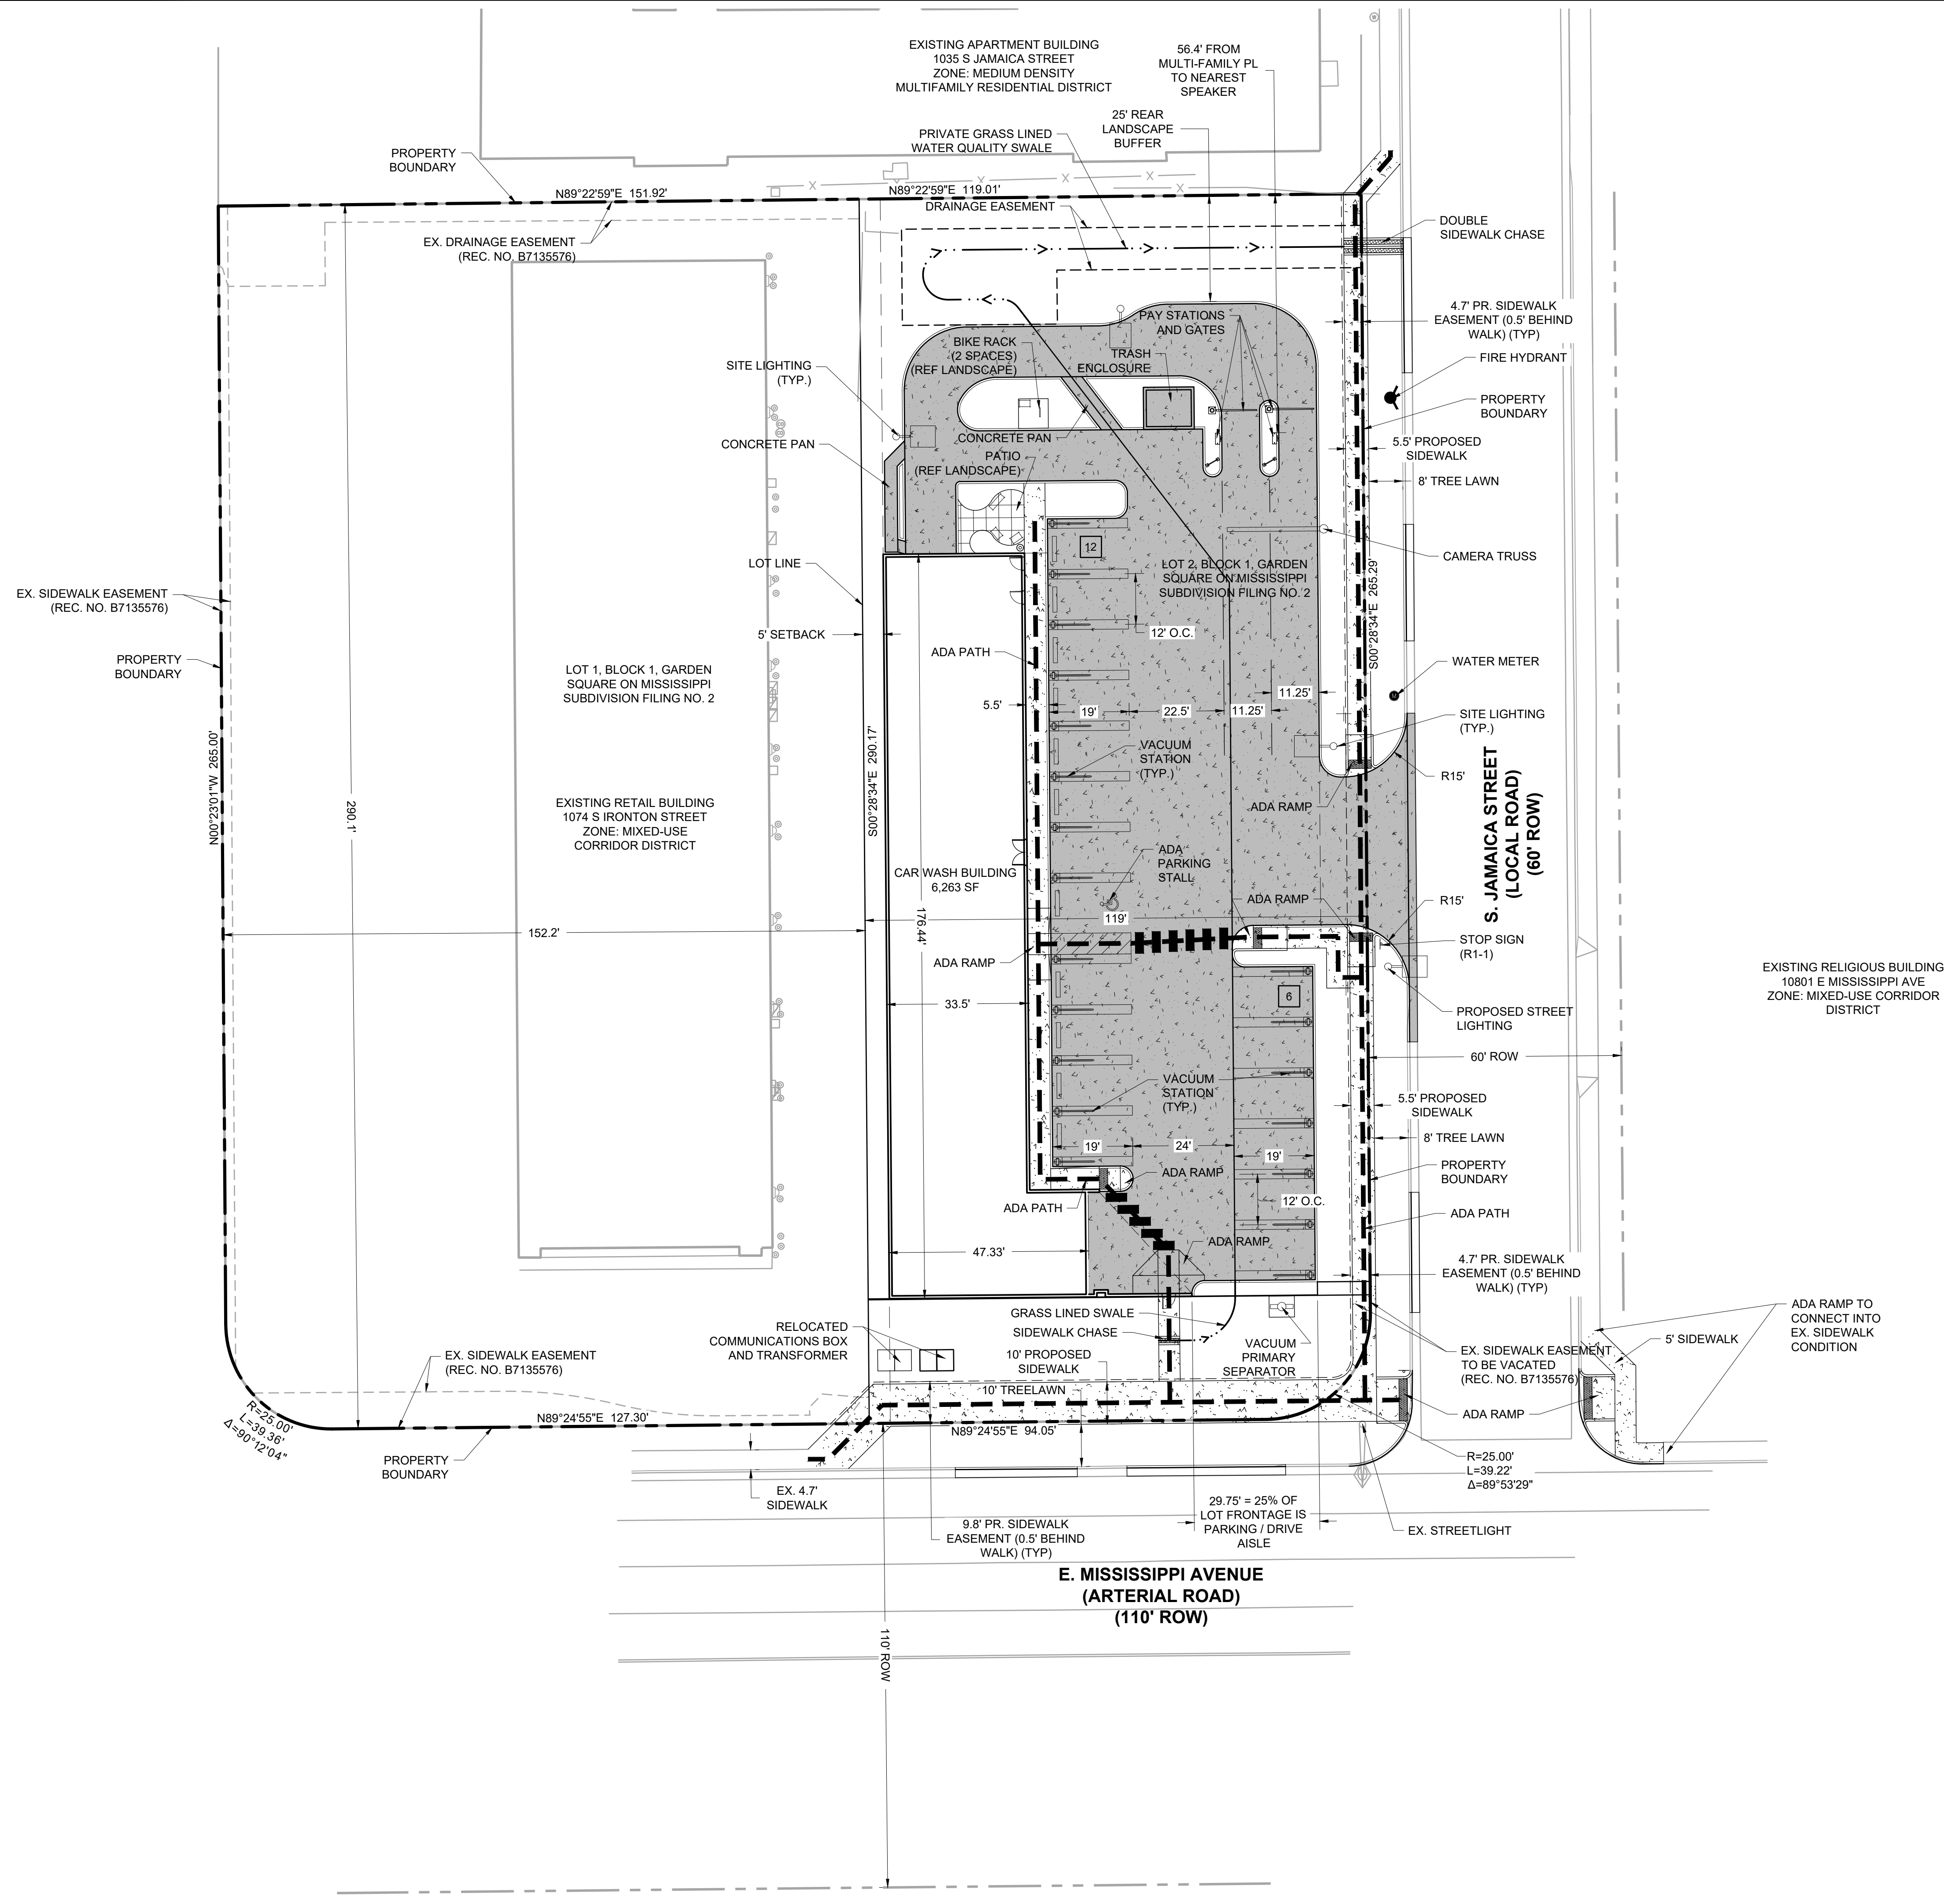 EXISTING APARTMENT BUILDING
1035 S JAMAICA STREET
ZONE: MEDIUM DENSITY
MULTIFAMILY RESIDENTIAL DISTRICT
56.4' FROM
MULTI-FAMILY PL
TO NEAREST
SPEAKER
25' REAR
LANDSCAPE
BUFFER
PRIVATE GRASS LINED
WATER QUALITY SWALE
PROPERTY
BOUNDARY
N89°22'59"E 151.92'
N89°22'59"E 119.01'
DRAINAGE EASEMENT
EX. DRAINAGE EASEMENT
(REC. NO. B7135576)
DOUBLE
SIDEWALK CHASE
4.7' PR. SIDEWALK
EASEMENT (0.5' BEHIND
WALK) (TYP)
PAY STATIONS
AND GATES
BIKE RACK
(2 SPACES)
(REF LANDSCAPE)
TRASH
ENCLOSURE
SITE LIGHTING
(TYP.)
FIRE HYDRANT
PROPERTY
BOUNDARY
CONCRETE PAN
CONCRETE PAN
PATIO
(REF LANDSCAPE)
5.5' PROPOSED
SIDEWALK
8' TREE LAWN
12
CAMERA TRUSS
LOT LINE
LOT 2, BLOCK 1, GARDEN
SQUARE ON MISSISSIPPI
SUBDIVISION FILING NO. 2
S00°28'34"E 265.29'
EX. SIDEWALK EASEMENT
(REC. NO. B7135576)
5' SETBACK
12' O.C.
PROPERTY
BOUNDARY
ADA PATH
LOT 1, BLOCK 1, GARDEN
SQUARE ON MISSISSIPPI
SUBDIVISION FILING NO. 2
WATER METER
5.5'
19'
22.5'
11.25'
11.25'
SITE LIGHTING
(TYP.)
N00°23'01"W 265.00'
S00°28'34"E 290.17'
VACUUM
STATION
(TYP.)
R15'
290.1'
EXISTING RETAIL BUILDING
1074 S IRONTON STREET
ZONE: MIXED-USE
CORRIDOR DISTRICT
ADA RAMP
S. JAMAICA STREET
(LOCAL ROAD)
(60' ROW)
ADA
PARKING
STALL
CAR WASH BUILDING
6,263 SF
ADA RAMP
R15'
176.44'
119'
152.2'
ADA RAMP
STOP SIGN
(R1-1)
EXISTING RELIGIOUS BUILDING
10801 E MISSISSIPPI AVE
ZONE: MIXED-USE CORRIDOR
DISTRICT
33.5'
6
PROPOSED STREET
LIGHTING
60' ROW
VACUUM
STATION
(TYP.)
5.5' PROPOSED
SIDEWALK
8' TREE LAWN
19'
24'
19'
ADA RAMP
PROPERTY
BOUNDARY
ADA PATH
12' O.C.
ADA PATH
47.33'
ADA RAMP
4.7' PR. SIDEWALK
EASEMENT (0.5' BEHIND
WALK) (TYP)
GRASS LINED SWALE
SIDEWALK CHASE
RELOCATED
COMMUNICATIONS BOX
AND TRANSFORMER
VACUUM
PRIMARY
SEPARATOR
10' PROPOSED
SIDEWALK
EX. SIDEWALK EASEMENT
TO BE VACATED
(REC. NO. B7135576)
5' SIDEWALK
ADA RAMP TO
CONNECT INTO
EX. SIDEWALK
CONDITION
EX. SIDEWALK EASEMENT
(REC. NO. B7135576)
10' TREELAWN
ADA RAMP
R=25.00'
L=39.36'
Δ=90°12'04"
N89°24'55"E 127.30'
N89°24'55"E 94.05'
PROPERTY
BOUNDARY
R=25.00'
L=39.22'
Δ=89°53'29"
EX. 4.7'
SIDEWALK
29.75' = 25% OF
LOT FRONTAGE IS
PARKING / DRIVE
AISLE
9.8' PR. SIDEWALK
EASEMENT (0.5' BEHIND
WALK) (TYP)
EX. STREETLIGHT
E. MISSISSIPPI AVENUE
(ARTERIAL ROAD)
(110' ROW)
110' ROW